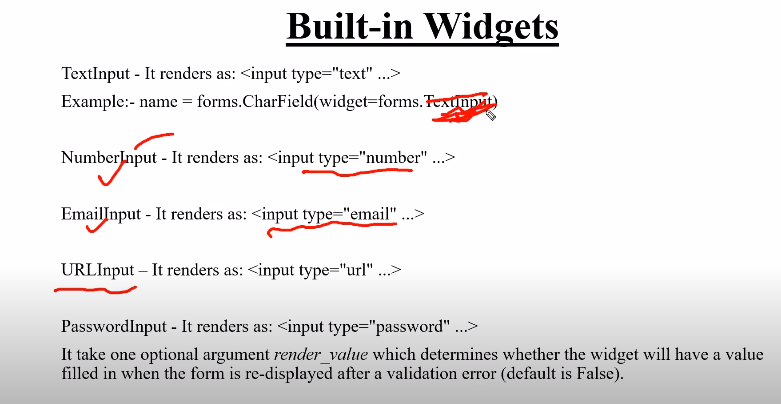 Built-in Widgets
TextInput - It renders as: <input type="text" ...>
Example:- name = forms.CharField(widget=forms.TextInput)
NumberInput - It renders as: <input type="number" ...>
EmailInput - It renders as: <input type="email" ...>
URLInput – It renders as: <input type="url" ...>
PasswordInput - It renders as: <input type="password" ...>
It take one optional argument render_value which determines whether the widget will have a value
filled in when the form is re-displayed after a validation error (default is False).